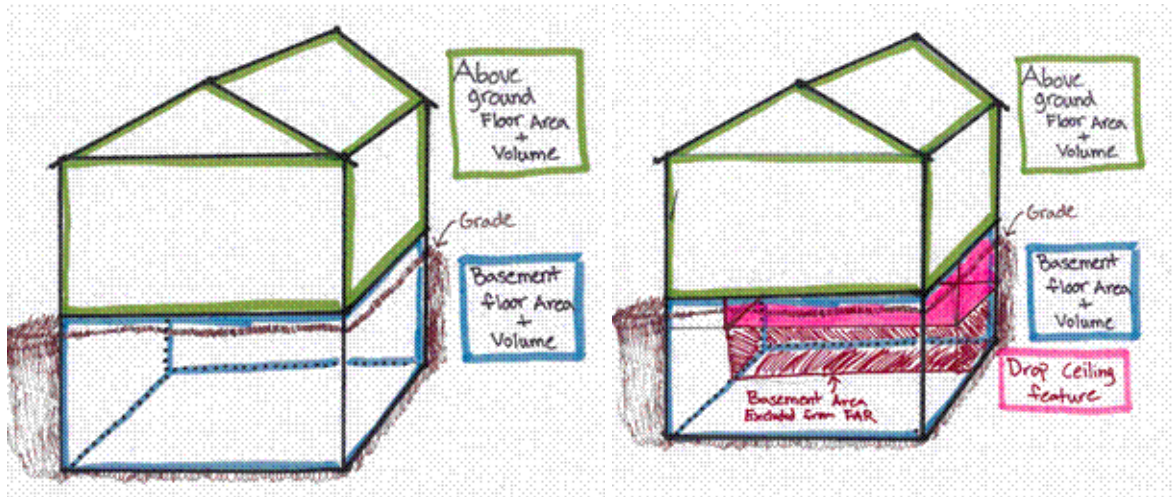 Above
ground
Floor Area
+
Volume
Grade
Basement
floor Area
+
Volume
Above
ground
Floor Area
+
Volume
Grade
Basement
floor Area
+
Volume
Drop Ceiling
feature
Basement Area
Excluded from FAR